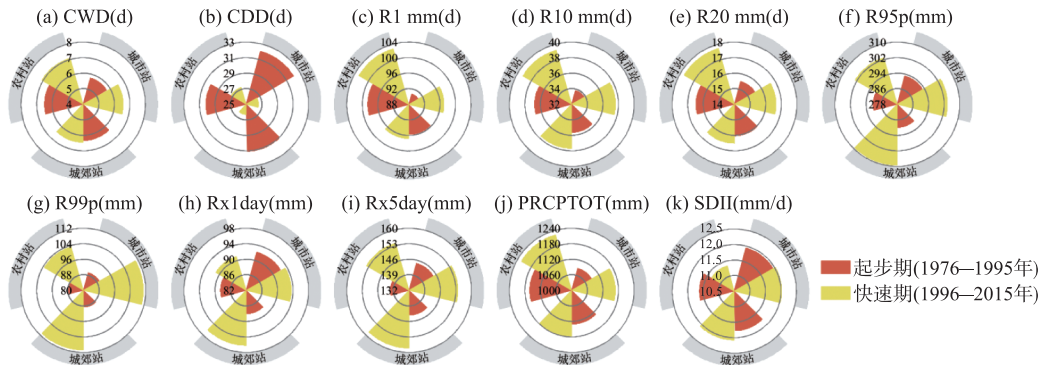 (a) CWD(d)
8
7
6
5
4
农村站
城市站
城郊站
(b) CDD(d)
33
31
29
27
25
农村站
城市站
城郊站
(c) R1 mm(d)
104
100
96
92
88
农村站
城市站
城郊站
(d) R10 mm(d)
40
38
36
34
32
农村站
城市站
城郊站
(e) R20 mm(d)
18
17
16
15
14
农村站
城市站
城郊站
(f) R95p(mm)
310
302
294
286
278
农村站
城市站
城郊站
(g) R99p(mm)
112
104
96
88
80
农村站
城市站
城郊站
(h) Rx1day(mm)
98
94
90
86
82
农村站
城市站
城郊站
(i) Rx5day(mm)
160
153
146
139
132
农村站
城市站
城郊站
(j) PRCPTOT(mm)
1240
1180
1120
1060
1000
农村站
城市站
城郊站
(k) SDII(mm/d)
12.5
12.0
11.5
11.0
10.5
农村站
城市站
城郊站
起步期(1976—1995年)
快速期(1996—2015年)